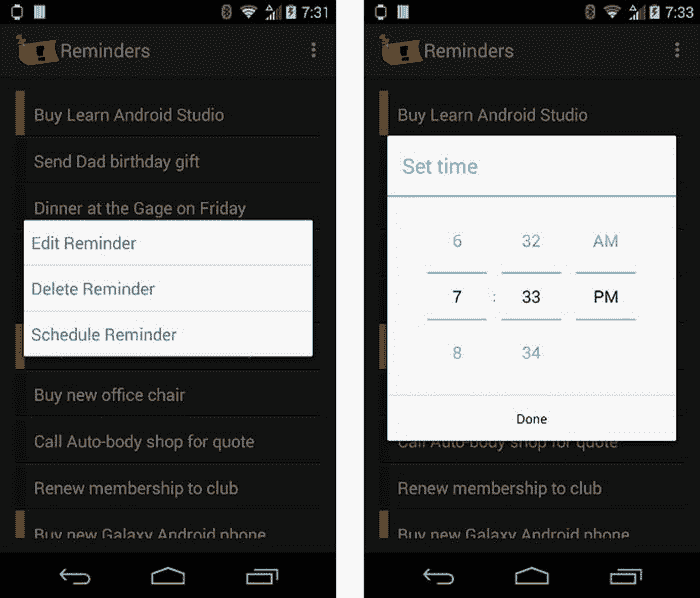 7:31
Reminders
Buy Learn Android Studio
Send Dad birthday gift
Dinner at the Gage on Friday
Edit Reminder
Delete Reminder
Schedule Reminder
Buy new office chair
Call Auto-body shop for quote
Renew membership to club
Buy new Galaxy Android phone
7:33
Reminders
Buy Learn Android Studio
Set time
6 32 AM
7 : 33 PM
8 34
Done
Call Auto-body shop for quote
Renew membership to club
Buy new Galaxy Android phone